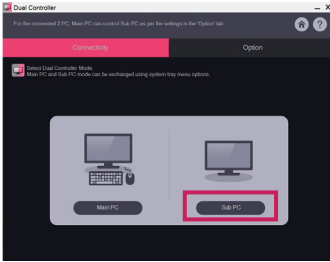 Dual Controller
For the connected 2 PC, Main PC can control Sub PC as per the settings in the 'Option' tab
Connectivity
Option
Select Dual Controller Mode.
Main PC and Sub PC mode can be exchanged using system tray menu options.
Main PC
Sub PC